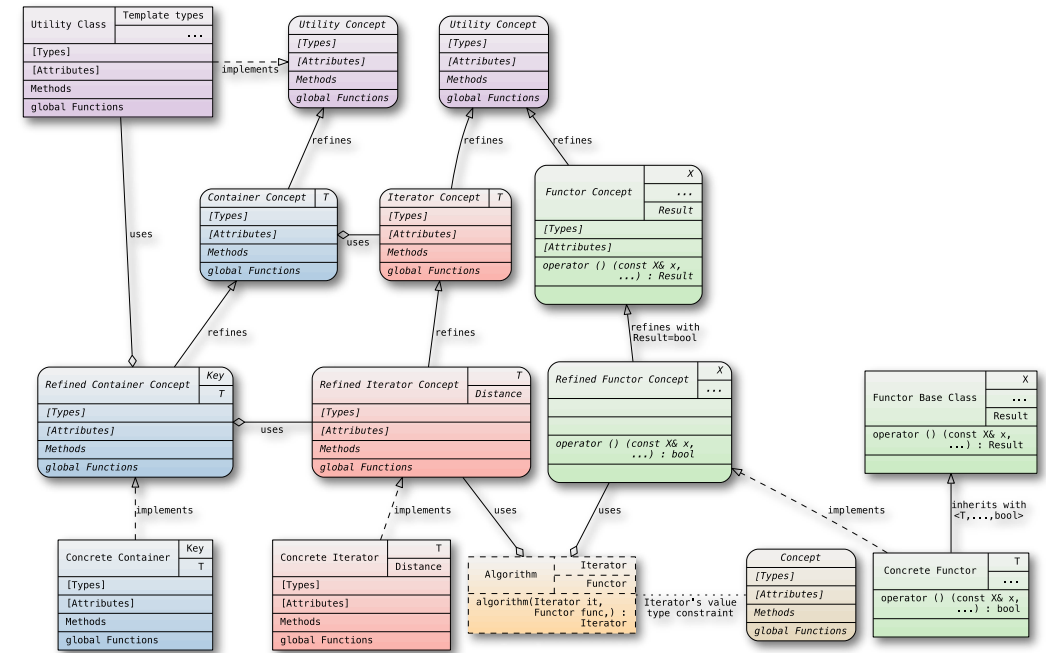 Utility Class
Template types
...
[Types]
[Attributes]
Methods
global Functions
implements
Utility Concept
[Types]
[Attributes]
Methods
global Functions
Utility Concept
[Types]
[Attributes]
Methods
global Functions
refines
refines
refines
uses
Container Concept
T
[Types]
[Attributes]
Methods
global Functions
uses
Iterator Concept
T
[Types]
[Attributes]
Methods
global Functions
Functor Concept
X
...
Result
[Types]
[Attributes]
operator () (const X& x,
...) : Result
refines
refines
refines with
Result=bool
Refined Container Concept
Key
T
[Types]
[Attributes]
Methods
global Functions
uses
Refined Iterator Concept
T
Distance
[Types]
[Attributes]
Methods
global Functions
Refined Functor Concept
X
...
operator () (const X& x,
...) : bool
Functor Base Class
X
...
Result
operator () (const X& x,
...) : Result
implements
implements
uses
uses
implements
inherits with
<T,...,bool>
Concrete Container
Key
T
[Types]
[Attributes]
Methods
global Functions
Concrete Iterator
T
Distance
[Types]
[Attributes]
Methods
global Functions
Algorithm
Iterator
Functor
algorithm(Iterator it,
Functor func,) :
Iterator
Iterator's value
type constraint
Concept
[Types]
[Attributes]
Methods
global Functions
Concrete Functor
T
...
operator () (const X& x,
...) : bool